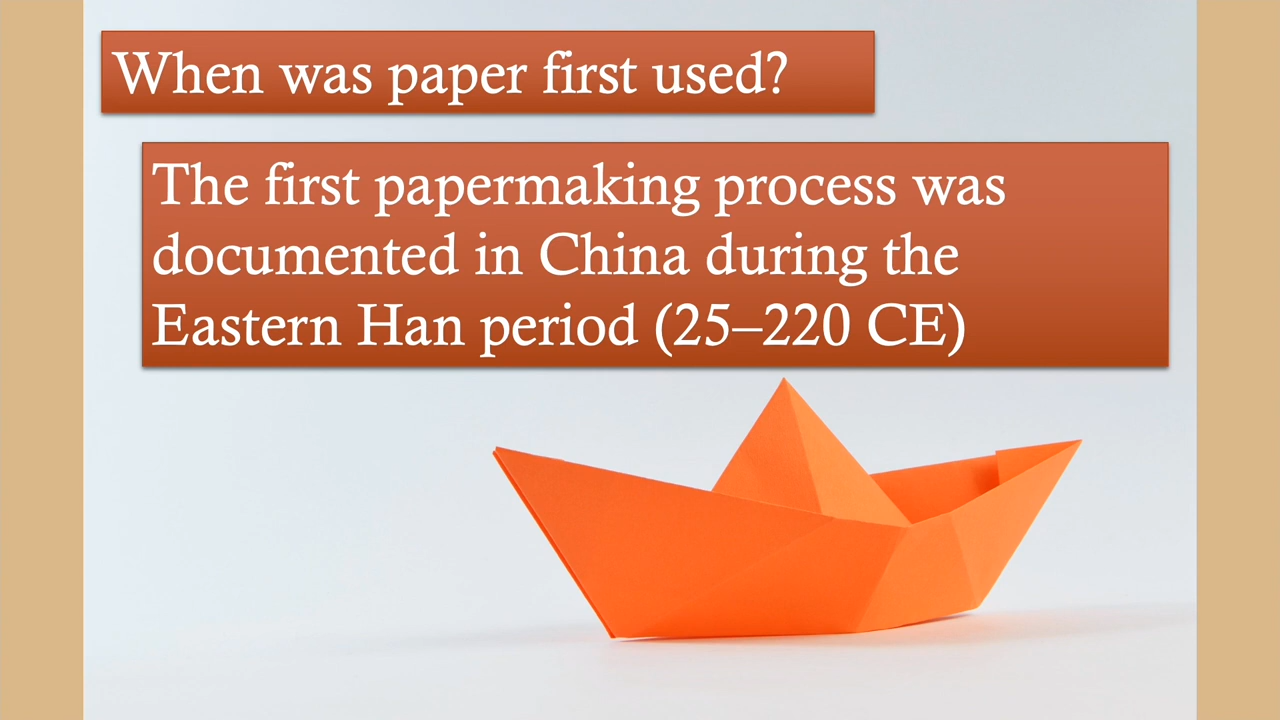 When was paper first used?
The first papermaking process was
documented in China during the
Eastern Han period (25–220 CE)